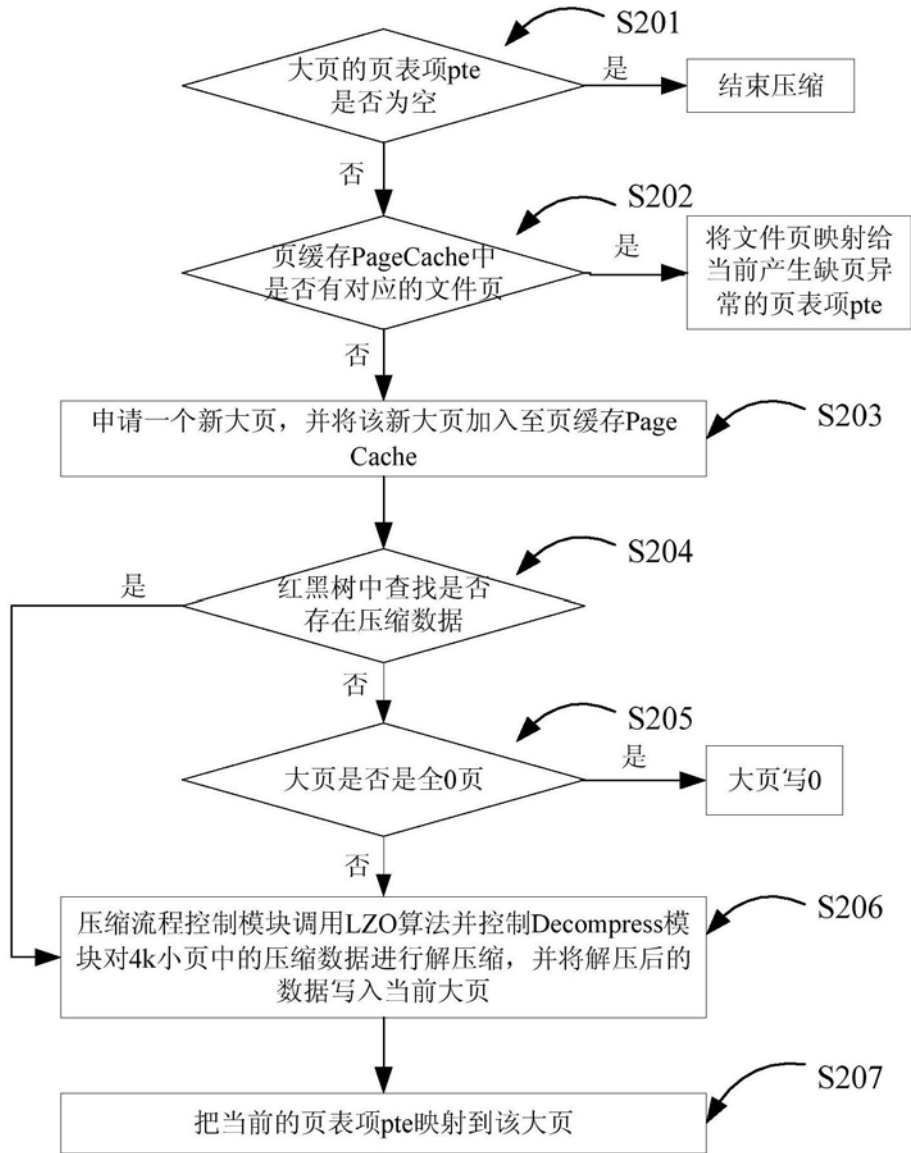 S201
大页的页表项pte
是否为空
是
结束压缩
否
S202
页缓存PageCache中
是否有对应的文件页
是
将文件页映射给
当前产生缺页异
常的页表项pte
否
S203
申请一个新大页，并将该新大页加入至页缓存Page
Cache
S204
红黑树中查找是否
存在压缩数据
是
否
S205
大页是否是全0页
是
大页写0
否
S206
压缩流程控制模块调用LZO算法并控制Decompress模
块对4k小页中的压缩数据进行解压缩，并将解压后的
数据写入当前大页
S207
把当前的页表项pte映射到该大页